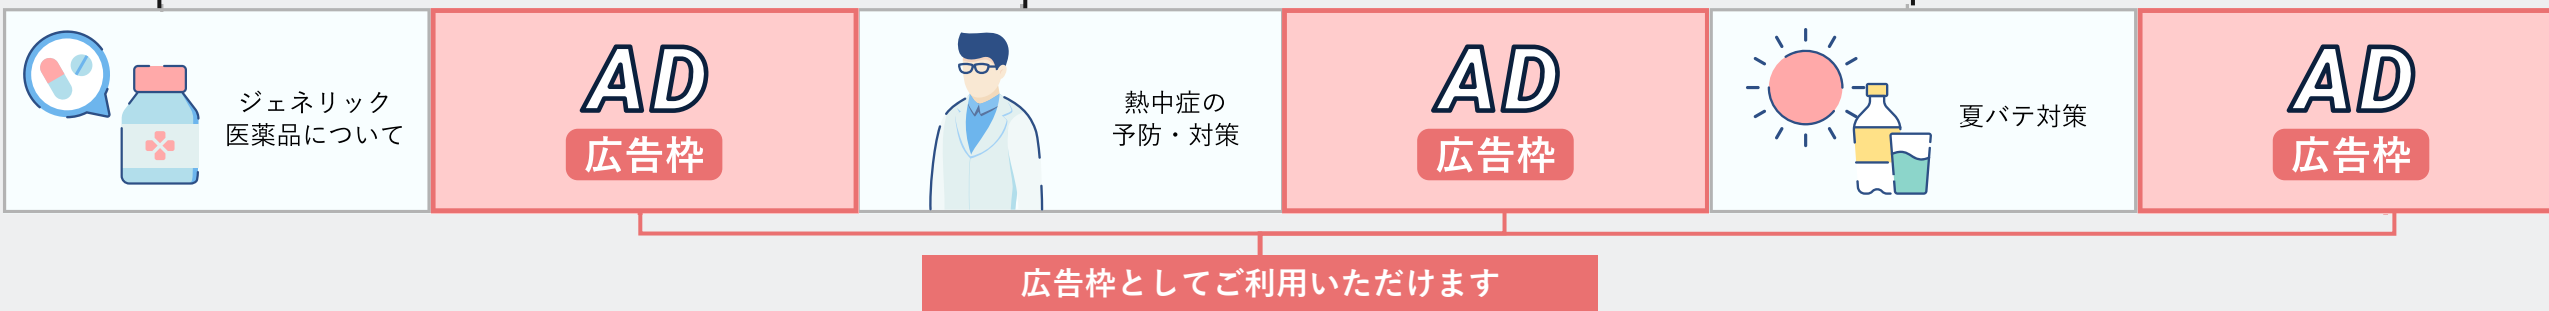 ジェネリック
医薬品について
AD
広告枠
熱中症の
予防・対策
AD
広告枠
夏バテ対策
AD
広告枠
広告枠としてご利用いただけます